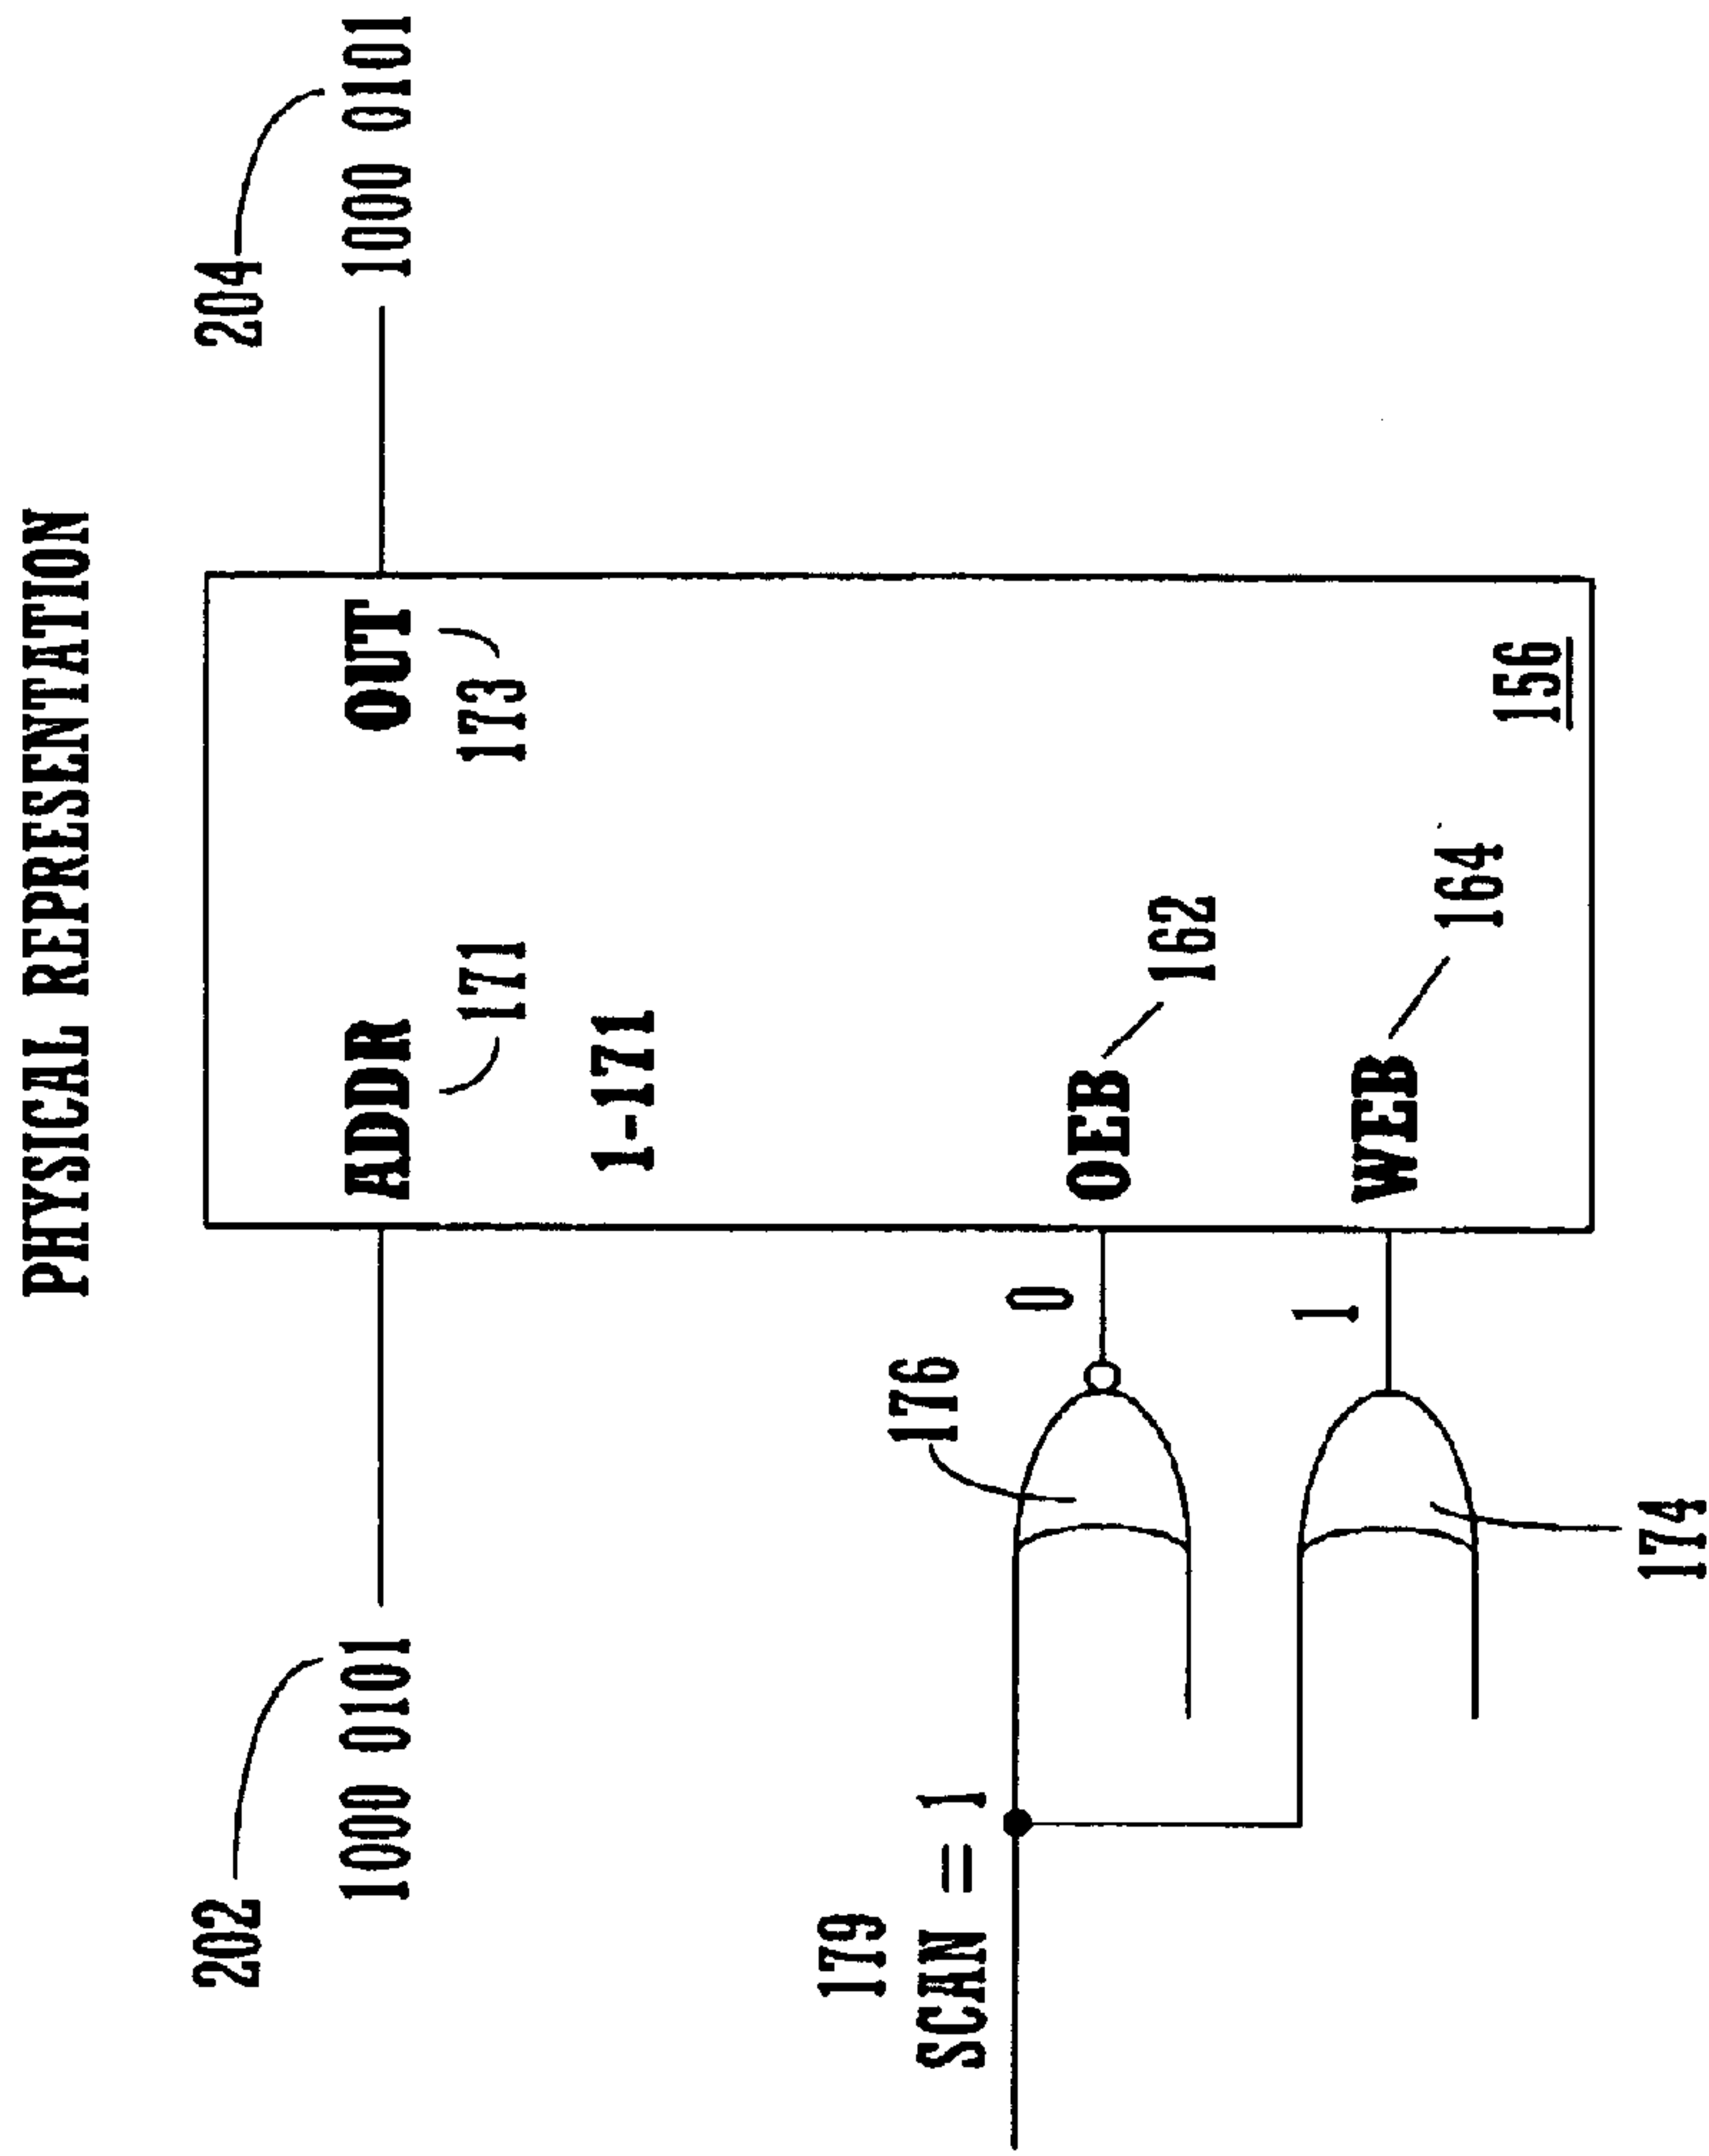 PHYSICAL REPRESENTATION
202
204
1000 0101
ADDR
OUT
1000 0101
171
173
1-171
179
SCAN = 1
176
0
OEB
162
1
WEB
164
156
174